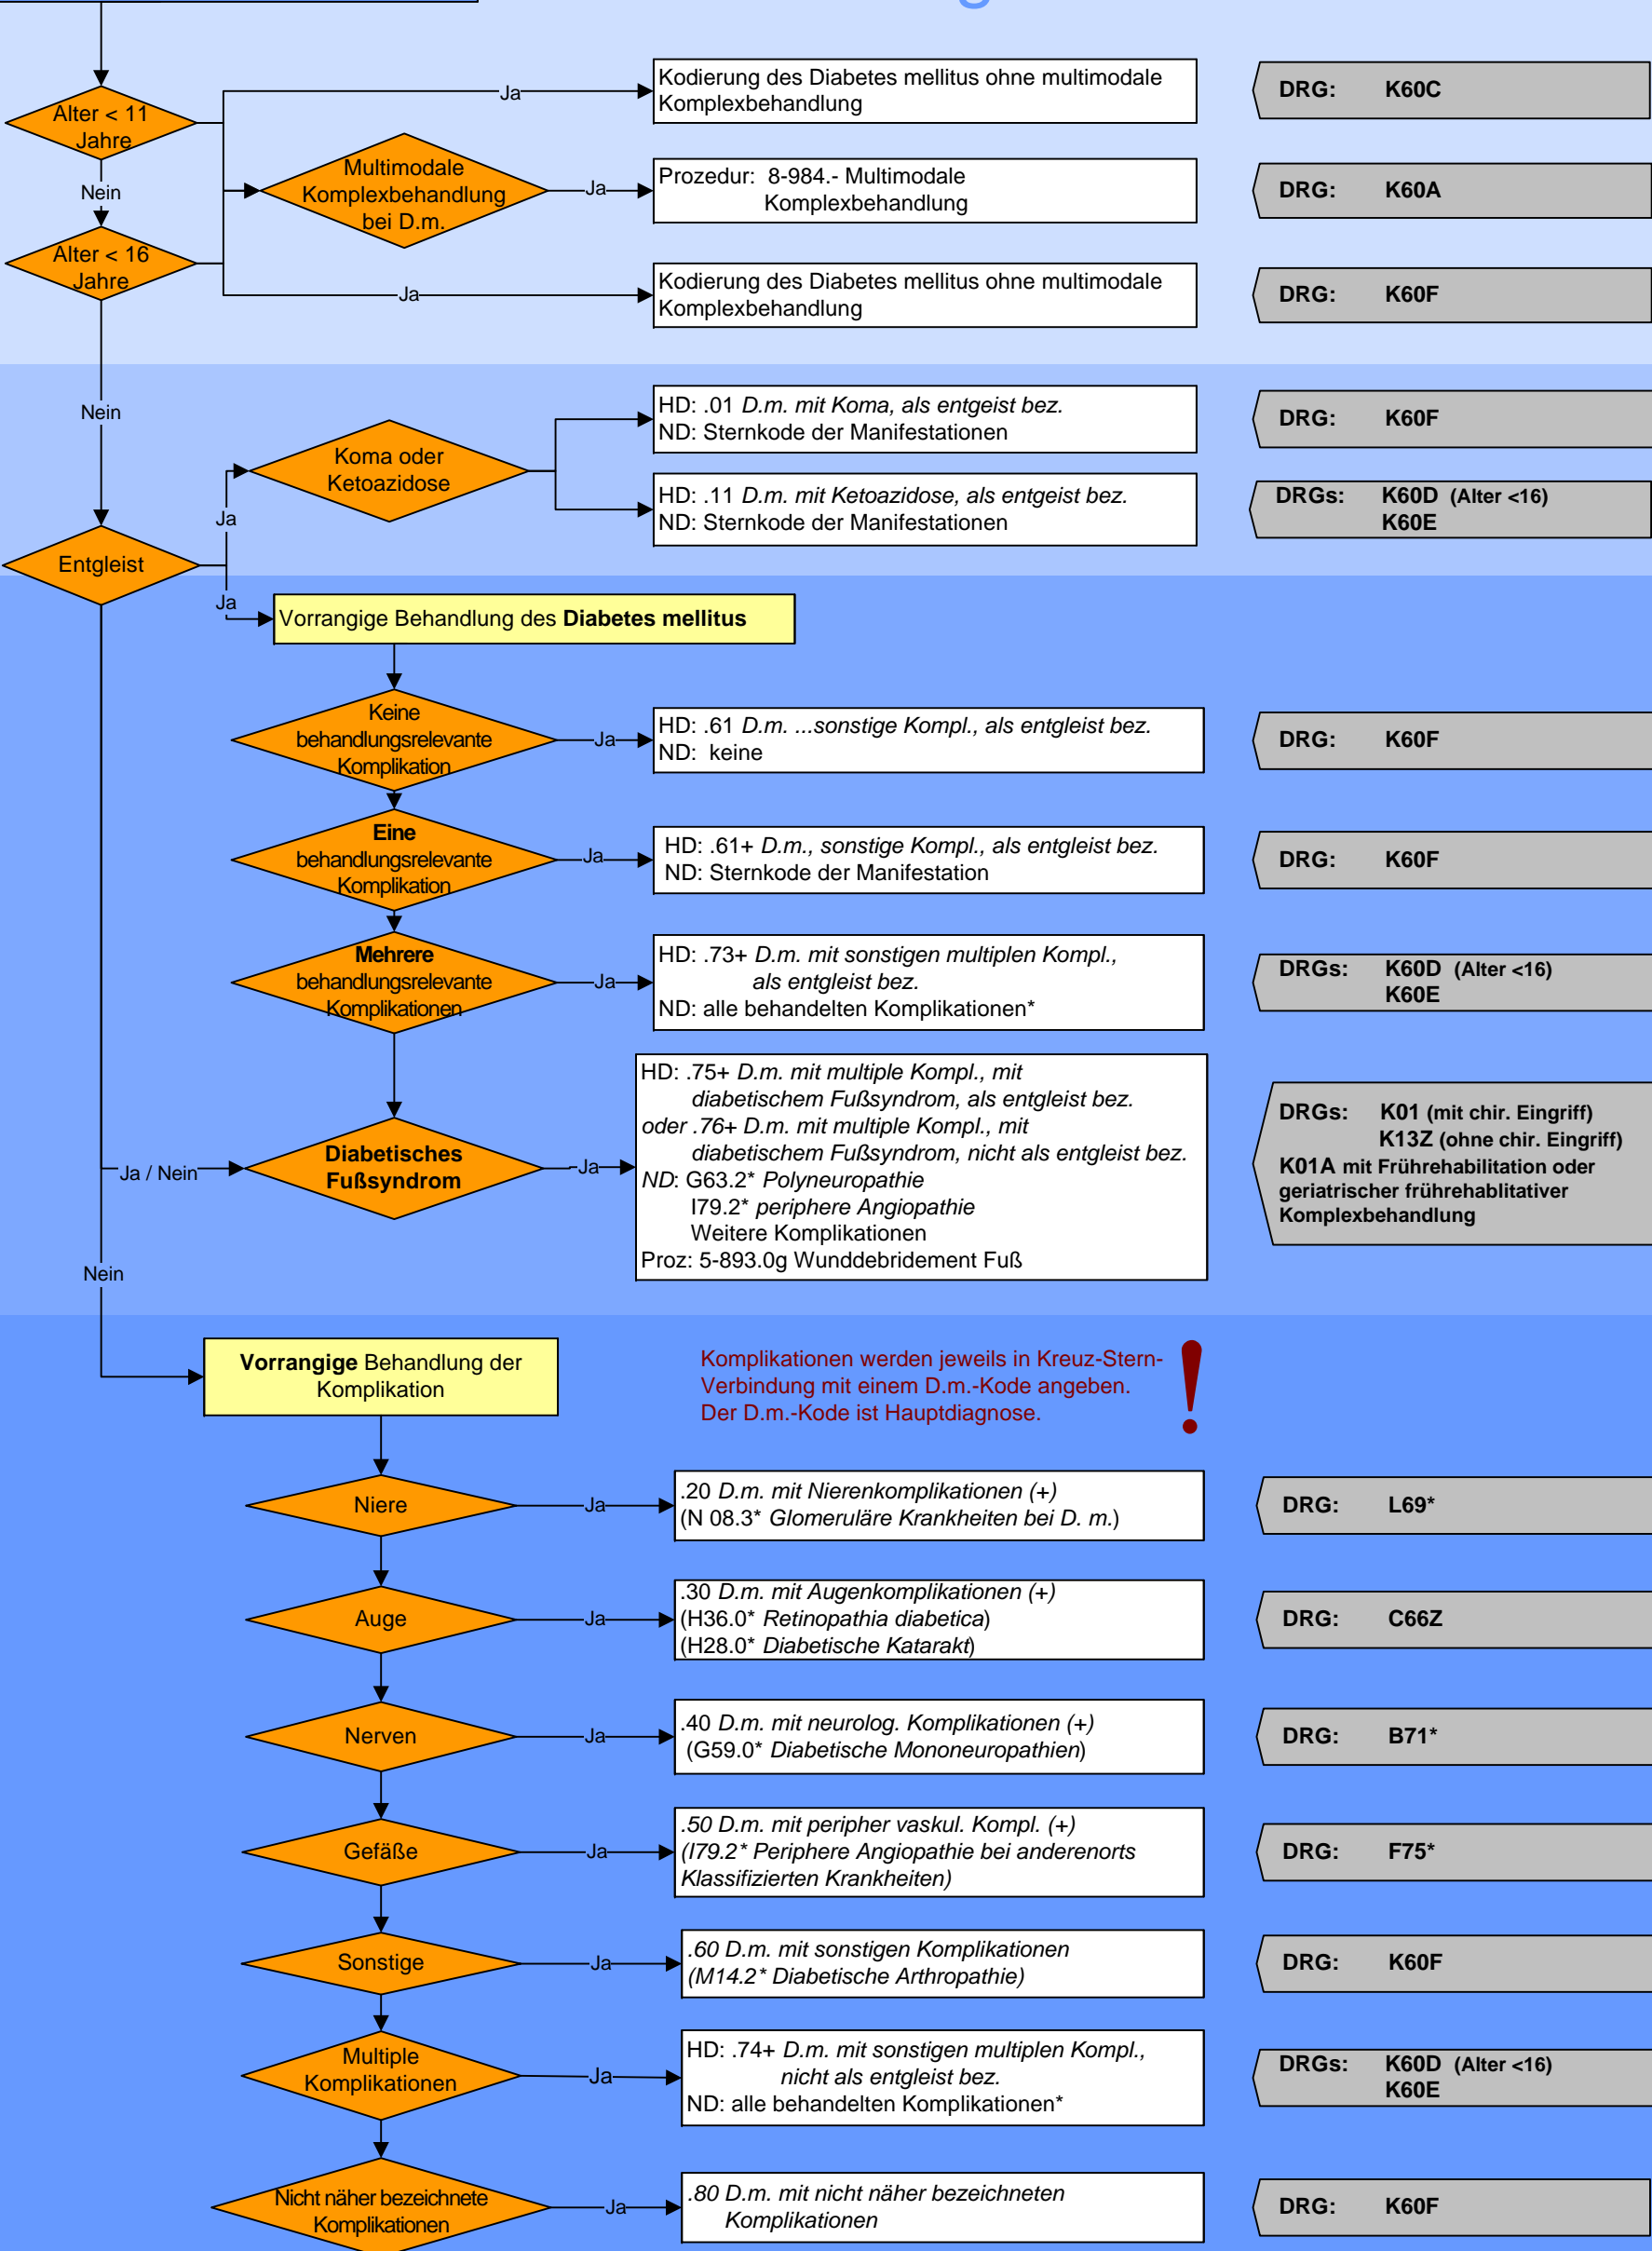 g
Alter < 11
Jahre
Ja
Kodierung des Diabetes mellitus ohne multimodale
Komplexbehandlung
DRG: K60C
Nein
Multimodale
Komplexbehandlung
bei D.m.
Ja
Prozedur: 8-984.- Multimodale
Komplexbehandlung
DRG: K60A
Alter < 16
Jahre
Ja
Kodierung des Diabetes mellitus ohne multimodale
Komplexbehandlung
DRG: K60F
Nein
Koma oder
Ketoazidose
HD: .01 D.m. mit Koma, als entgeist bez.
ND: Sternkode der Manifestationen
DRG: K60F
HD: .11 D.m. mit Ketoazidose, als entgeist bez.
ND: Sternkode der Manifestationen
DRGs: K60D (Alter <16)
K60E
Ja
Entgleist
Ja
Vorrangige Behandlung des Diabetes mellitus
Keine
behandlungsrelevante
Komplikation
Ja
HD: .61 D.m. ...sonstige Kompl., als entgleist bez.
ND: keine
DRG: K60F
Eine
behandlungsrelevante
Komplikation
Ja
HD: .61+ D.m., sonstige Kompl., als entgleist bez.
ND: Sternkode der Manifestation
DRG: K60F
Mehrere
behandlungsrelevante
Komplikationen
Ja
HD: .73+ D.m. mit sonstigen multiplen Kompl.,
als entgleist bez.
ND: alle behandelten Komplikationen*
DRGs: K60D (Alter <16)
K60E
Ja / Nein
Diabetisches
Fußsyndrom
Ja
HD: .75+ D.m. mit multiple Kompl., mit
diabetischem Fußsyndrom, als entgleist bez.
oder .76+ D.m. mit multiple Kompl., mit
diabetischem Fußsyndrom, nicht als entgleist bez.
ND: G63.2* Polyneuropathie
I79.2* periphere Angiopathie
Weitere Komplikationen
Proz: 5-893.0g Wunddebridement Fuß
DRGs: K01 (mit chir. Eingriff)
K13Z (ohne chir. Eingriff)
K01A mit Frührehabilitation oder
geriatrischer frührehablitativer
Komplexbehandlung
Nein
Vorrangige Behandlung der
Komplikation
Komplikationen werden jeweils in Kreuz-Stern-
Verbindung mit einem D.m.-Kode angeben.
Der D.m.-Kode ist Hauptdiagnose.
!
Niere
Ja
.20 D.m. mit Nierenkomplikationen (+)
(N 08.3* Glomeruläre Krankheiten bei D. m.)
DRG: L69*
Auge
Ja
.30 D.m. mit Augenkomplikationen (+)
(H36.0* Retinopathia diabetica)
(H28.0* Diabetische Katarakt)
DRG: C66Z
Nerven
Ja
.40 D.m. mit neurolog. Komplikationen (+)
(G59.0* Diabetische Mononeuropathien)
DRG: B71*
Gefäße
Ja
.50 D.m. mit peripher vaskul. Kompl. (+)
(I79.2* Periphere Angiopathie bei anderenorts
Klassifizierten Krankheiten)
DRG: F75*
Sonstige
Ja
.60 D.m. mit sonstigen Komplikationen
(M14.2* Diabetische Arthropathie)
DRG: K60F
Multiple
Komplikationen
Ja
HD: .74+ D.m. mit sonstigen multiplen Kompl.,
nicht als entgleist bez.
ND: alle behandelten Komplikationen*
DRGs: K60D (Alter <16)
K60E
Nicht näher bezeichnete
Komplikationen
Ja
.80 D.m. mit nicht näher bezeichneten
Komplikationen
DRG: K60F